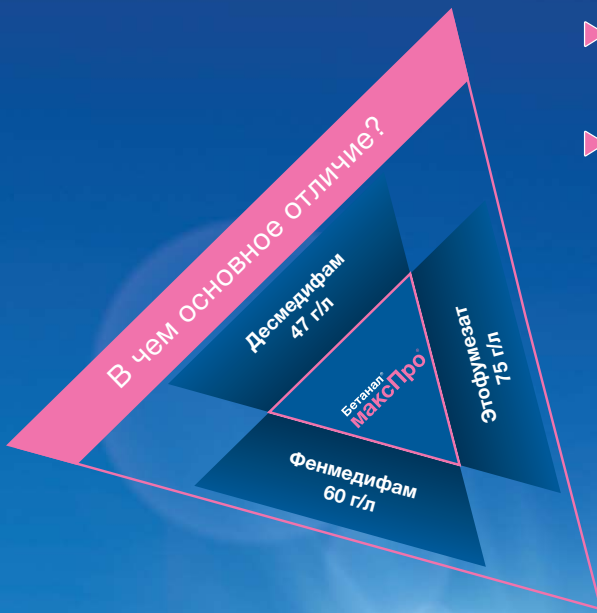 В чем основное отличие?
Десмедифам
47 г/л
Этофумезат
75 г/л
Бетанал®
максПро®
Фенмедифам
60 г/л